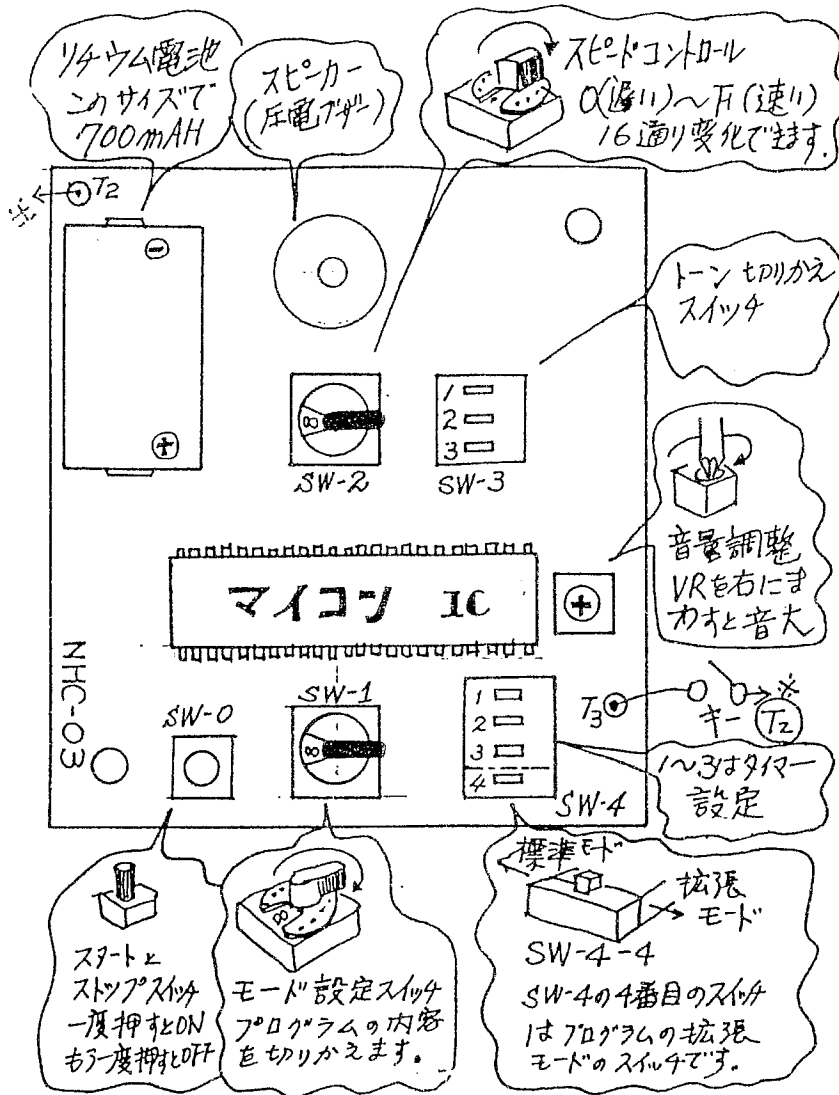 リチウム電池
このサイズで
700mAH
スピーカー
(圧電ブザー)
スピードコントロール
0(遅い)～F(速い)
16通り変化できます。
※
T2
⊖
⊕
トーン切りかえ
スイッチ
1
2
3
8
SW-2
SW-3
音量調整
VRを右にま
わすと音大
マイコン IC
+
NHC-03
SW-0
SW-1
8
1
2
3
4
SW-4
T3
キー
※
T2
1～3はタイマー
設定
スタートと
ストップスイッチ
一度押すとON
もう一度押すとOFF
8
モード設定スイッチ
プログラムの内容
を切りかえます。
標準モード
拡張
モード
SW-4-4
SW-4の4番目のスイッチ
はプログラムの拡張
モードのスイッチです。